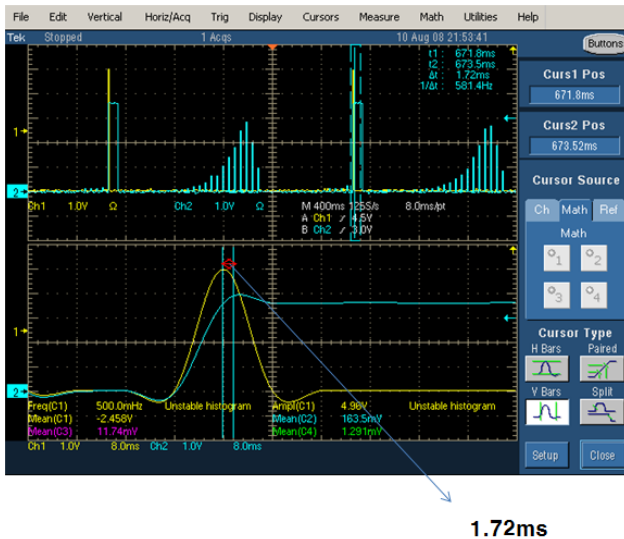 File Edit Vertical Horiz/Acq Trig Display Cursors Measure Math Utilities Help
Tek Stopped 1 Acqs 10 Aug 08 21:53:41
Buttons
t1 : 671.8ms
t2 : 673.5ms
Δt : 1.72ms
1/Δt : 581.4Hz
Curs1 Pos
671.8ms
Curs2 Pos
673.52ms
Cursor Source
Ch Math Ref
Math
1 2
3 4
Cursor Type
H Bars Paired
V Bars Split
Setup Close
1
2
Ch1 1.0V Ω Ch2 1.0V Ω M 400ms 125S/s 8.0ms/pt
A Ch1 4.5V
B Ch2 3.0V
1
2
Freq(C1) 500.0mHz Unstable histogram Ampl(C1) 4.96V Unstable histogram
Mean(C1) -2.458V Mean(C2) 163.5mV
Mean(C3) 11.74mV Mean(C4) 1.291mV
Ch1 1.0V 8.0ms Ch2 1.0V 8.0ms
1.72ms